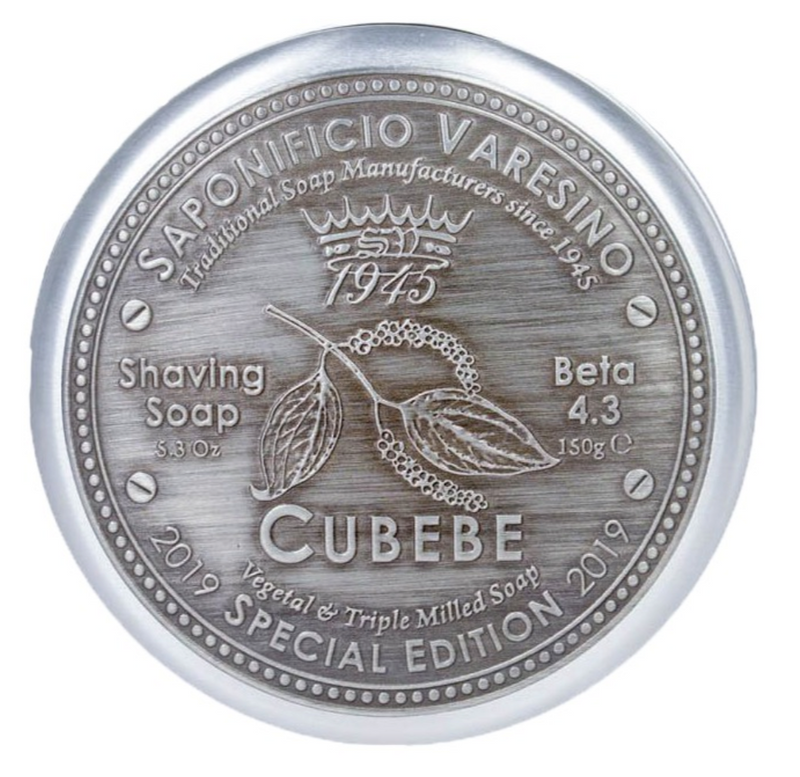 SAPONIFICIO VARESINO
Traditional Soap Manufacturers since 1945
SV
1945
Shaving
Soap
5.3 Oz
Beta
4.3
150g ℮
CUBEBE
Vegetal & Triple Milled Soap
2019 SPECIAL EDITION 2019